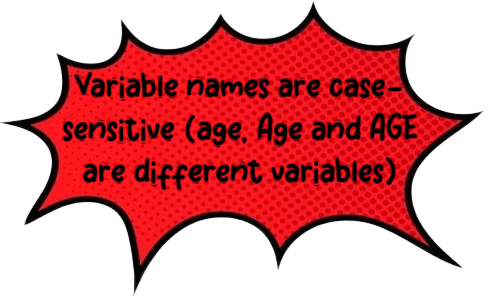 Variable names are case-
sensitive (age, Age and AGE
are different variables)